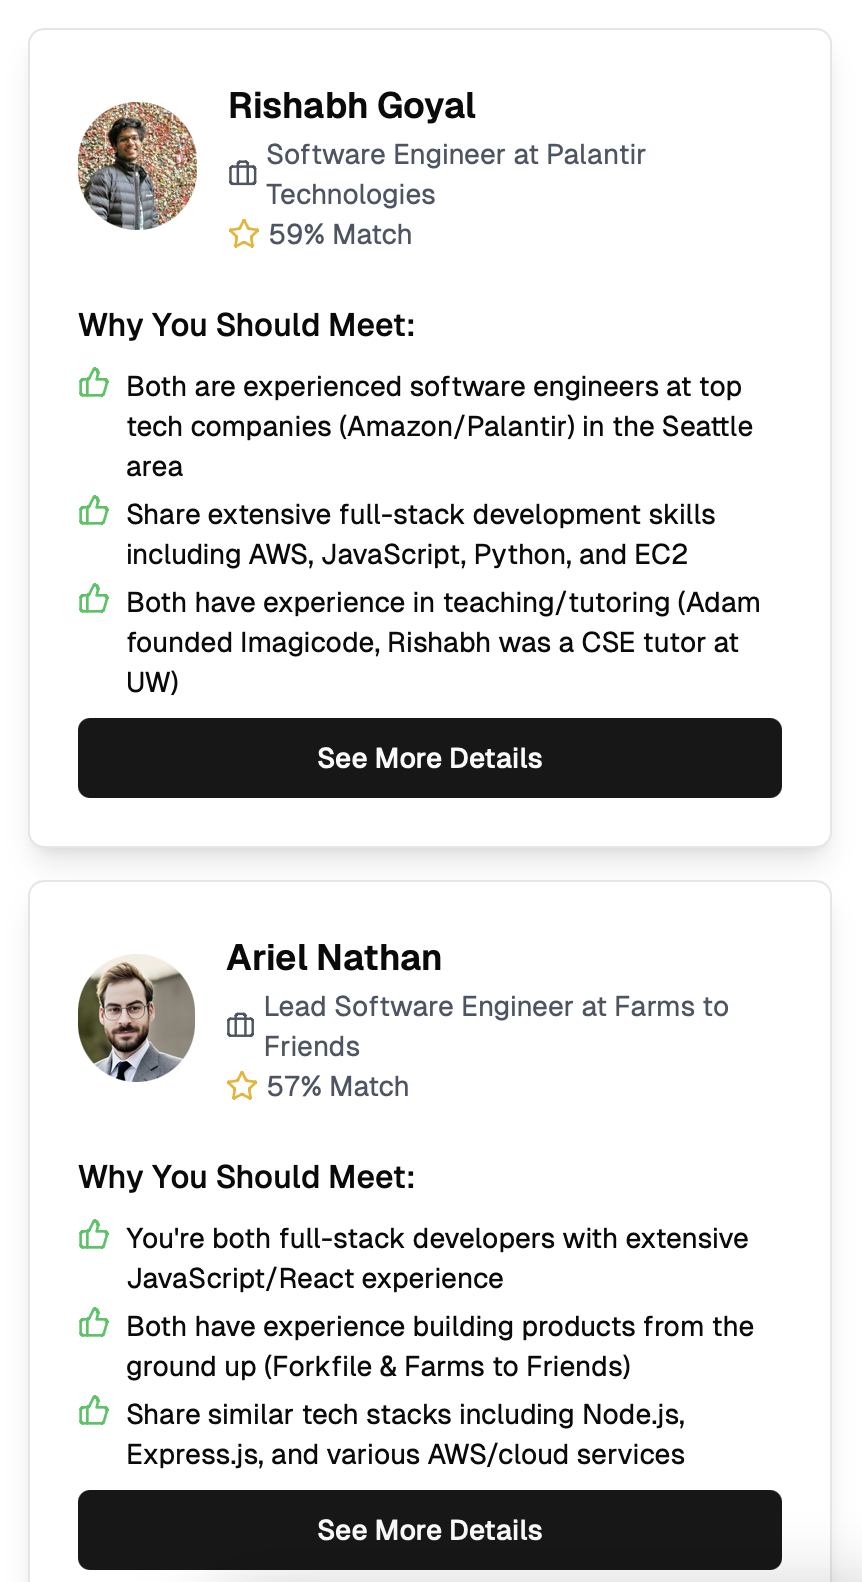 Rishabh Goyal
Software Engineer at Palantir
Technologies
59% Match
Why You Should Meet:
Both are experienced software engineers at top
tech companies (Amazon/Palantir) in the Seattle
area
Share extensive full-stack development skills
including AWS, JavaScript, Python, and EC2
Both have experience in teaching/tutoring (Adam
founded Imagicode, Rishabh was a CSE tutor at
UW)
See More Details
Ariel Nathan
Lead Software Engineer at Farms to
Friends
57% Match
Why You Should Meet:
You're both full-stack developers with extensive
JavaScript/React experience
Both have experience building products from the
ground up (Forkfile & Farms to Friends)
Share similar tech stacks including Node.js,
Express.js, and various AWS/cloud services
See More Details